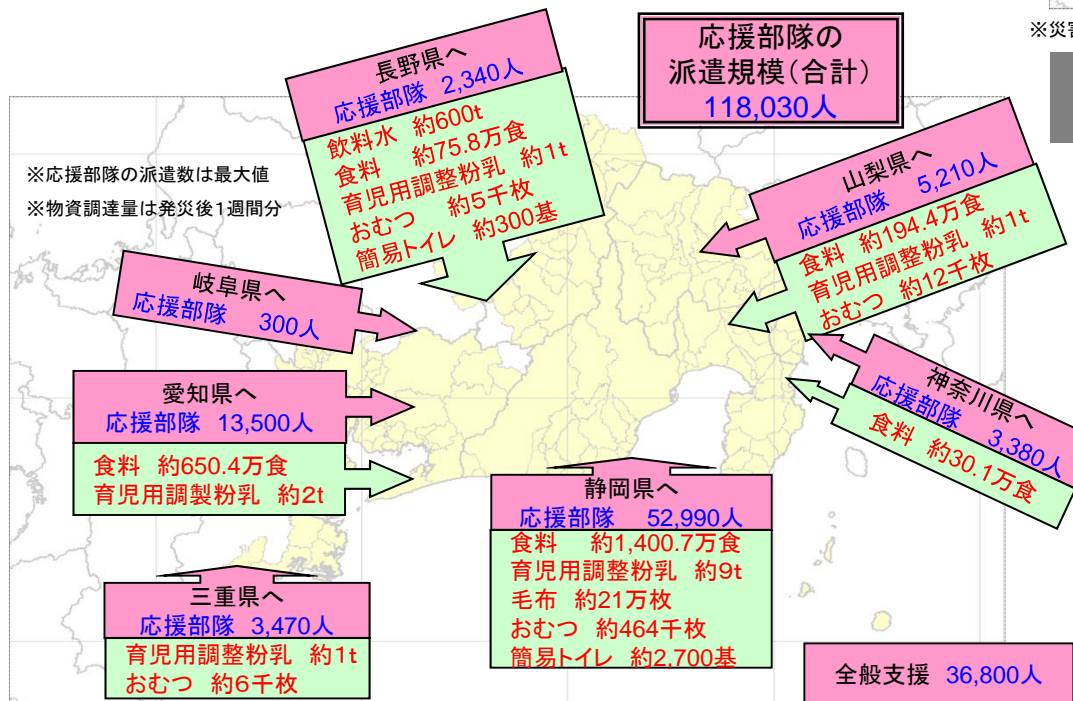 ※災害
応援部隊の
派遣規模(合計)
118,030人
長野県へ
応援部隊 2,340人
飲料水 約600t
食料 約75.8万食
育児用調整粉乳 約1t
おむつ 約5千枚
簡易トイレ 約300基
※応援部隊の派遣数は最大値
※物資調達量は発災後1週間分
山梨県へ
応援部隊 5,210人
食料 約194.4万食
育児用調整粉乳 約1t
おむつ 約12千枚
岐阜県へ
応援部隊 300人
神奈川県へ
応援部隊 3,380人
食料 約30.1万食
愛知県へ
応援部隊 13,500人
食料 約650.4万食
育児用調製粉乳 約2t
静岡県へ
応援部隊 52,990人
食料 約1,400.7万食
育児用調整粉乳 約9t
毛布 約21万枚
おむつ 約464千枚
簡易トイレ 約2,700基
三重県へ
応援部隊 3,470人
育児用調整粉乳 約1t
おむつ 約6千枚
全般支援 36,800人